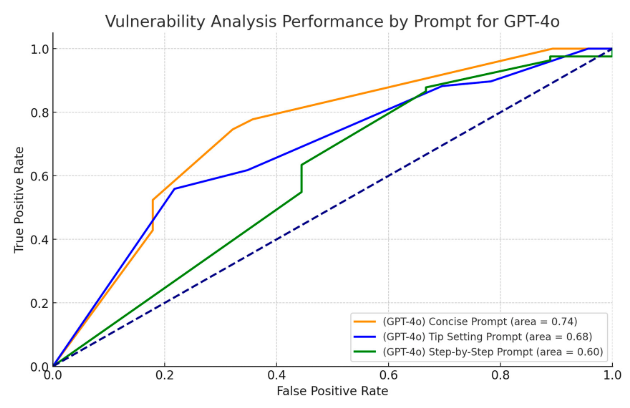 Vulnerability Analysis Performance by Prompt for GPT-4o
1.0
0.8
0.6
0.4
0.2
0.0
True Positive Rate
(GPT-4o) Concise Prompt (area = 0.74)
(GPT-4o) Tip Setting Prompt (area = 0.68)
(GPT-4o) Step-by-Step Prompt (area = 0.60)
0.0 0.2 0.4 0.6 0.8 1.0
False Positive Rate